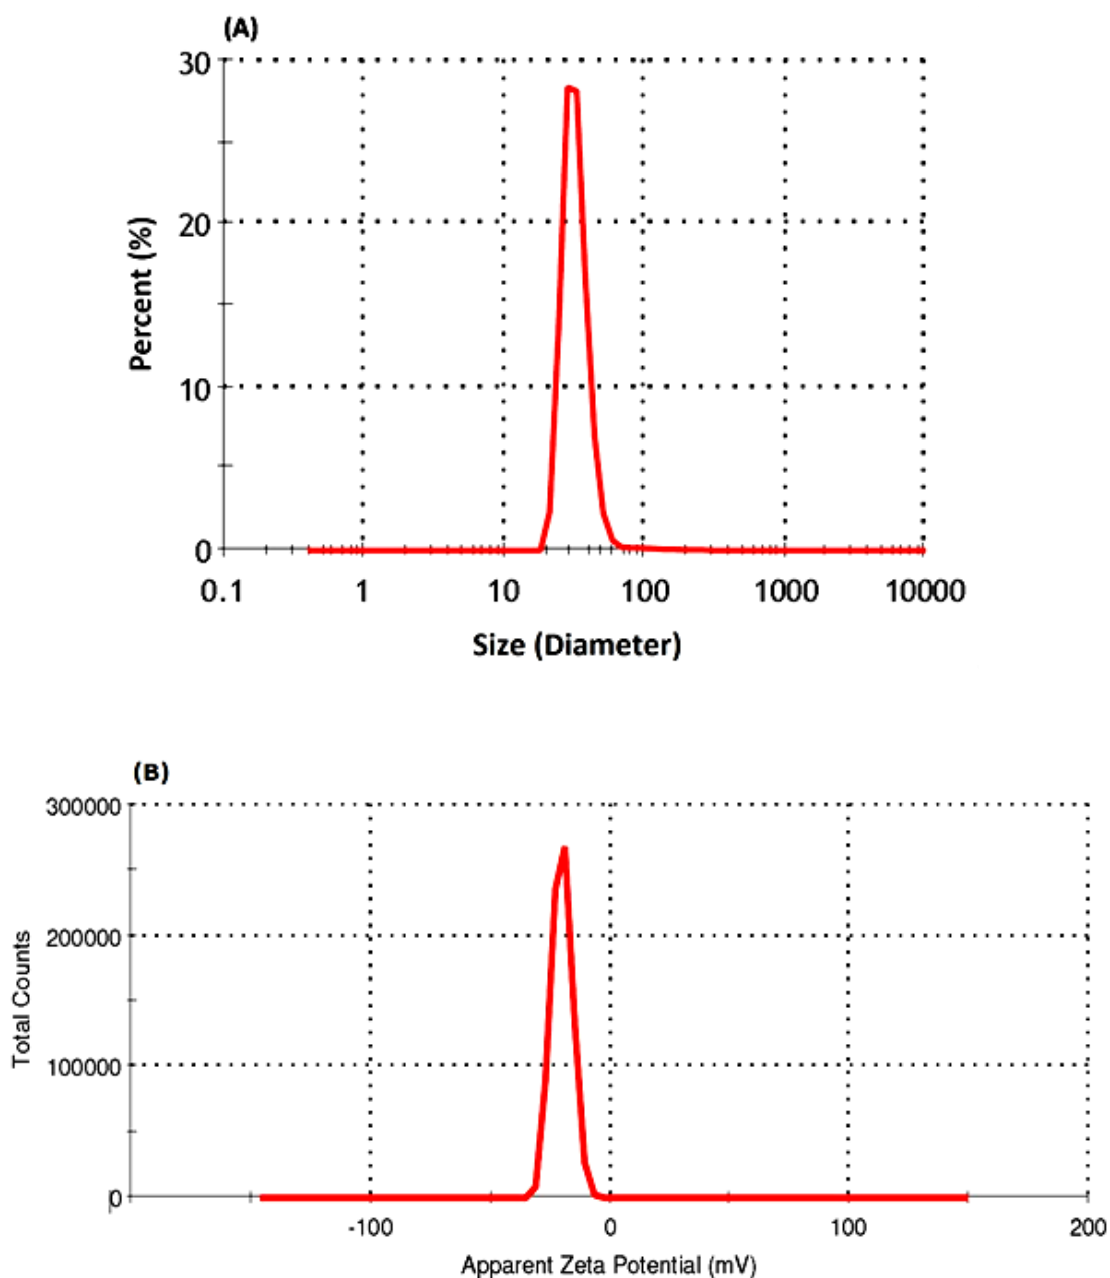 (A)
30
20
10
0
0.1 1 10 100 1000 10000
Percent (%)
Size (Diameter)
(B)
300000
200000
100000
0
-100 0 100 200
Total Counts
Apparent Zeta Potential (mV)